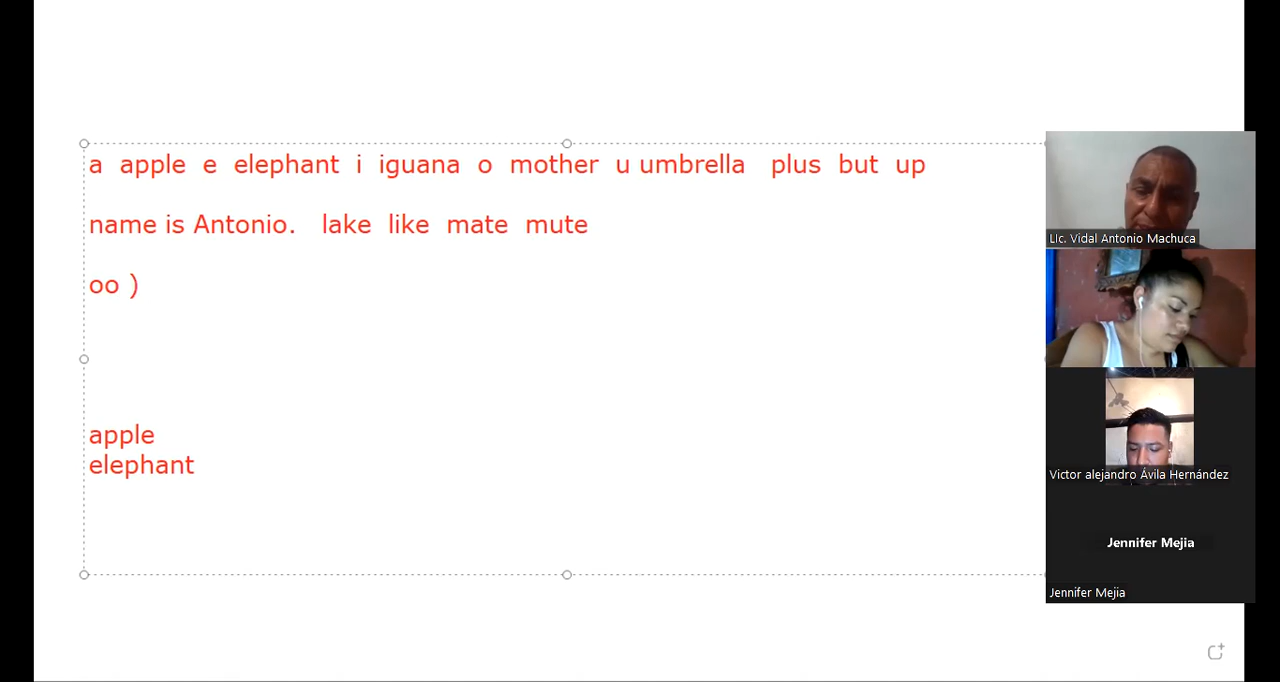 a apple e elephant i iguana o mother u umbrella plus but up
name is Antonio. lake like mate mute
oo )
apple
elephant
LIc. Vidal Antonio Machuca
Victor alejandro Ávila Hernández
Jennifer Mejia
Jennifer Mejia